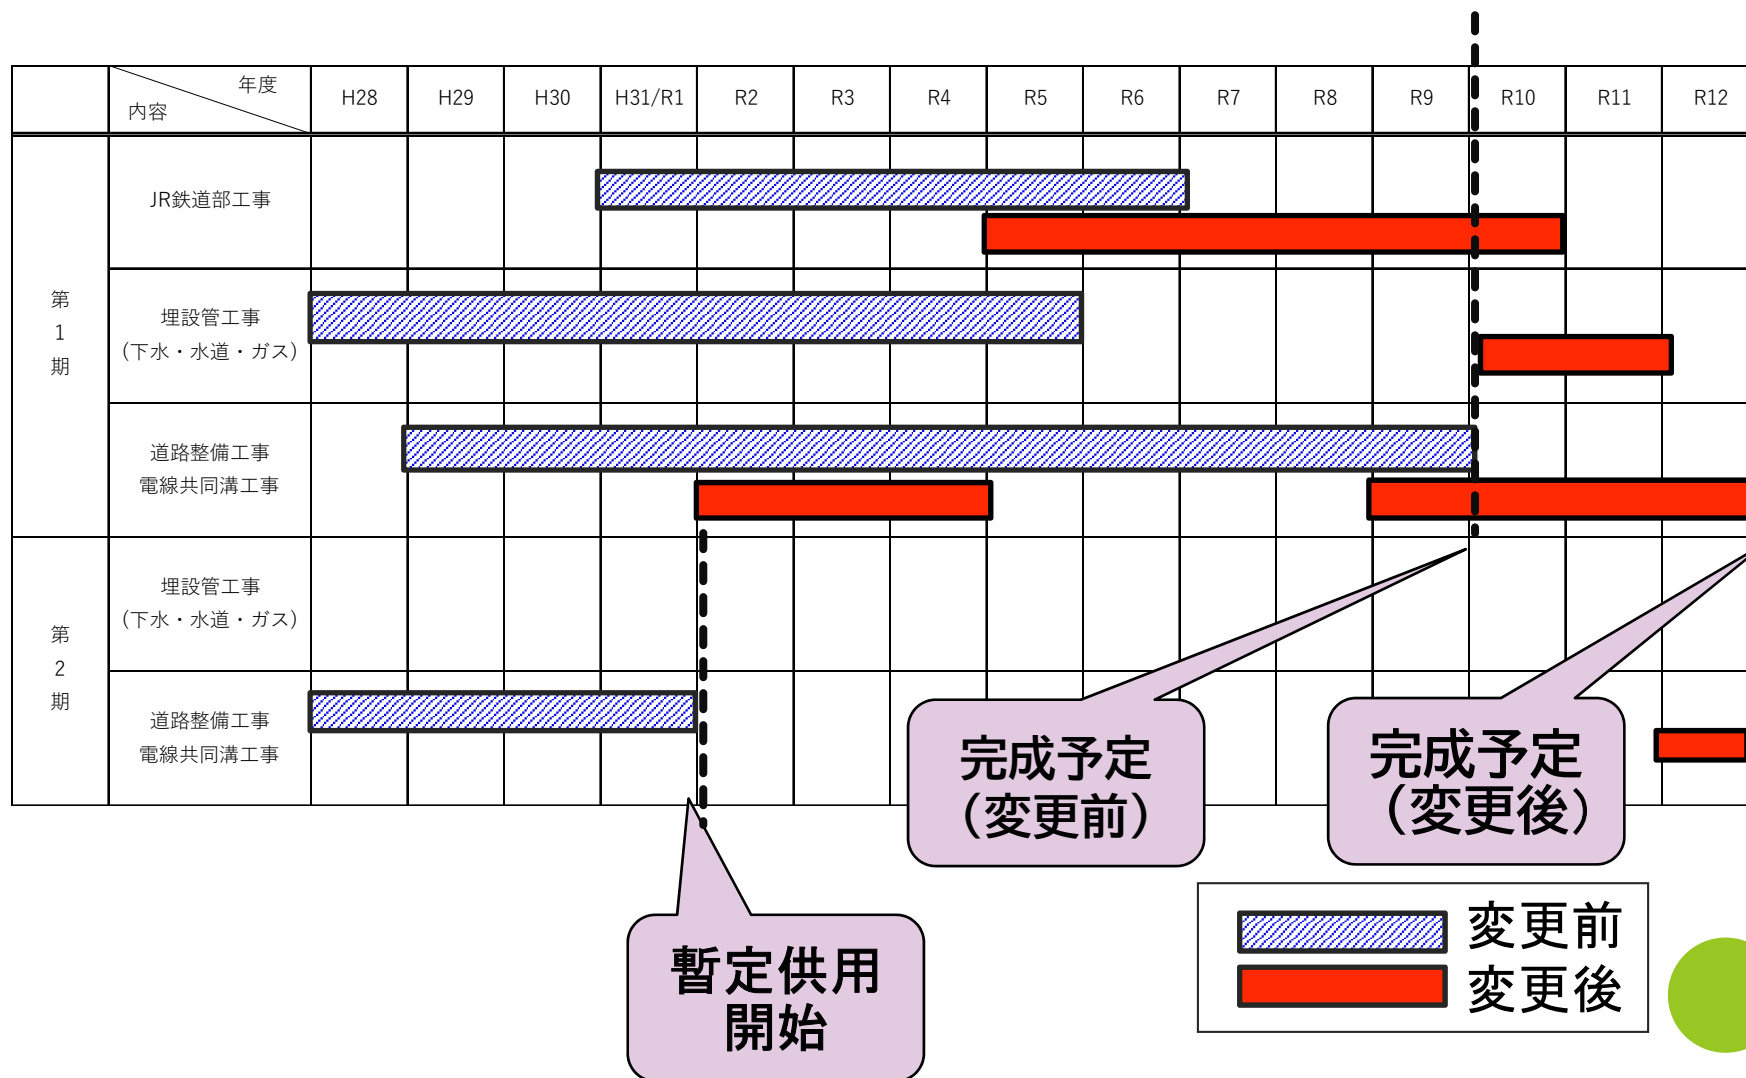 年度
内容
H28 H29 H30 H31/R1 R2 R3 R4 R5 R6 R7 R8 R9 R10 R11 R12
第
1
期
JR鉄道部工事
埋設管工事
(下水・水道・ガス)
道路整備工事
電線共同溝工事
第
2
期
埋設管工事
(下水・水道・ガス)
道路整備工事
電線共同溝工事
完成予定
（変更前）
完成予定
（変更後）
暫定供用
開始
変更前
変更後